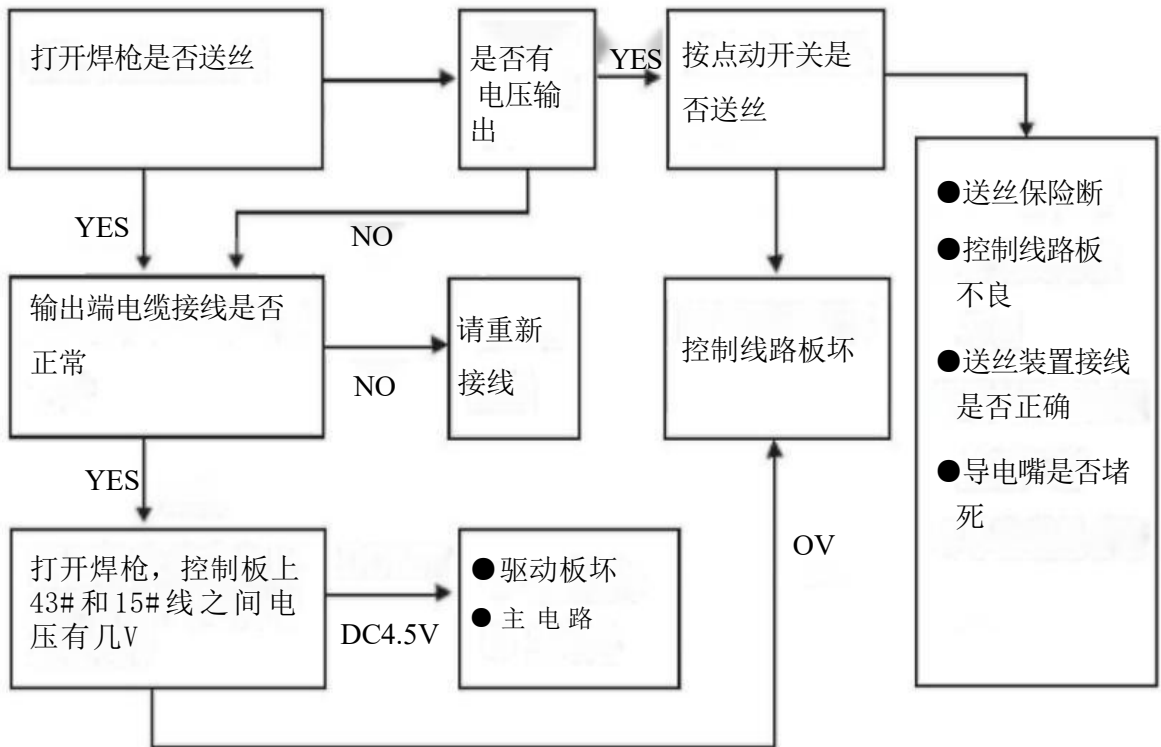 打开焊枪是否送丝
是否有
电压输
出
YES
按点动开关是
否送丝
●送丝保险断
●控制线路板
不良
●送丝装置接线
是否正确
●导电嘴是否堵
死
YES
NO
输出端电缆接线是否
正常
NO
请重新
接线
控制线路板坏
YES
打开焊枪，控制板上
43#和15#线之间电
压有几V
DC4.5V
●驱动板坏
●主电路
OV